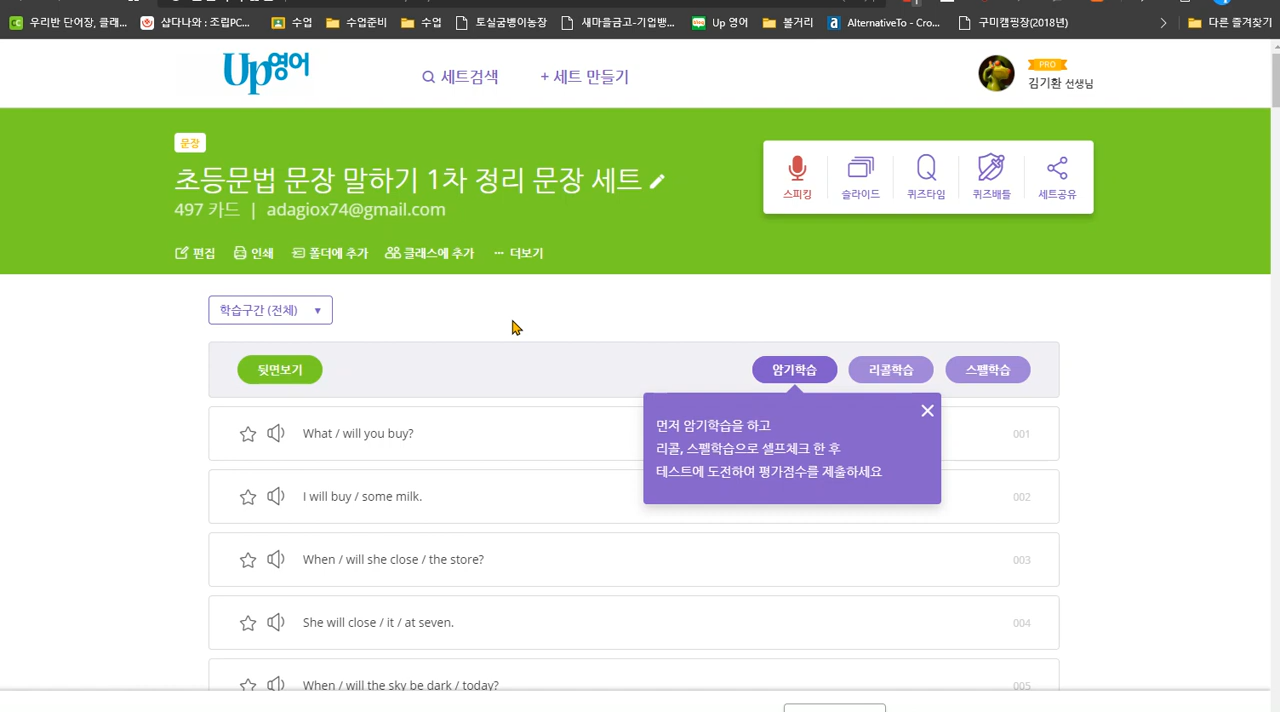 우리반 단어장, 클래... 샵다나와 : 조립PC... 수업 수업준비 수업 토실금뱅이농장 새마을금고-기업뱅... Up 영어 볼거리 AlternativeTo - Cro... 구미캠핑장(2018년) 다른 즐겨찾기
Up영어
세트검색
+ 세트 만들기
PRO
김기환 선생님
문장
초등문법 문장 말하기 1차 정리 문장 세트
497 카드 | adagiox74@gmail.com
스피킹 슬라이드 퀴즈타임 퀴즈배틀 세트공유
편집 인쇄 폴더에 추가 클래스에 추가 ··· 더보기
학습구간 (전체) ▼
뒷면보기
암기학습 리콜학습 스펠학습
먼저 암기학습을 하고
리콜, 스펠학습으로 셀프체크 한 후
테스트에 도전하여 평가점수를 제출하세요
What / will you buy? 001
I will buy / some milk. 002
When / will she close / the store? 003
She will close / it / at seven. 004
When / will the sky be dark / today? 005